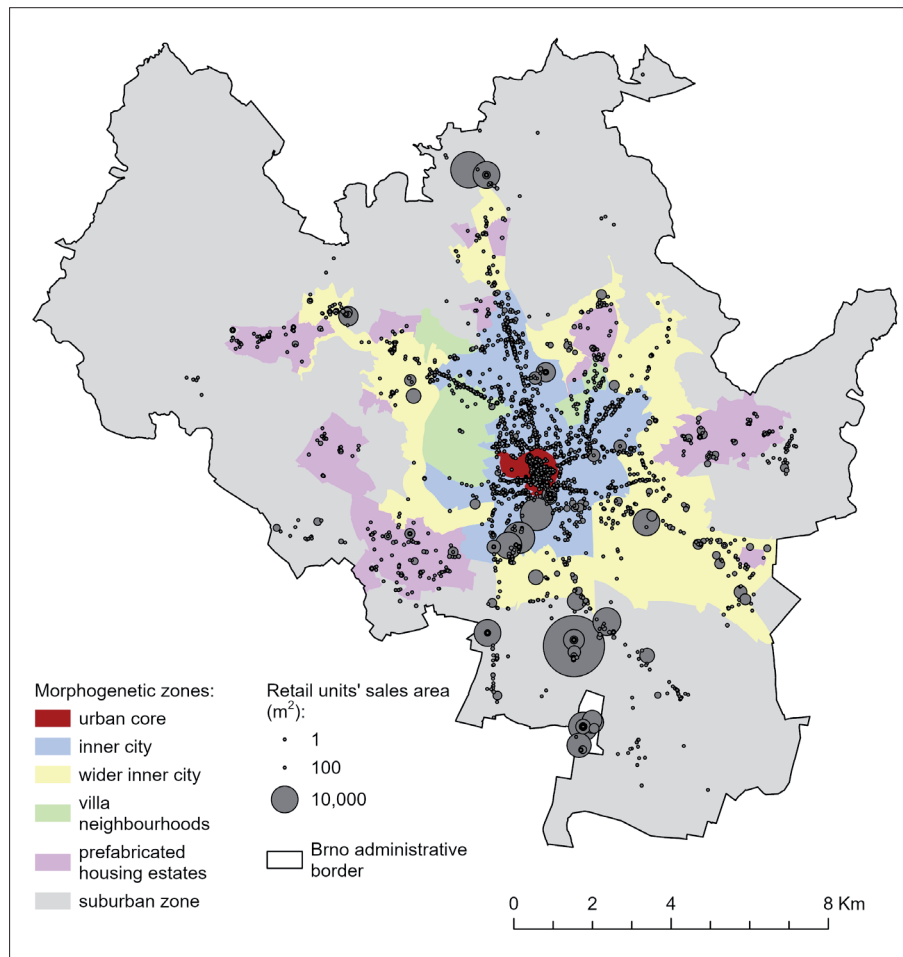 Morphogenetic zones:
urban core
inner city
wider inner city
villa
neighbourhoods
prefabricated
housing estates
suburban zone
Retail units' sales area
(m²):
1
100
10,000
Brno administrative
border
0 2 4 8 Km